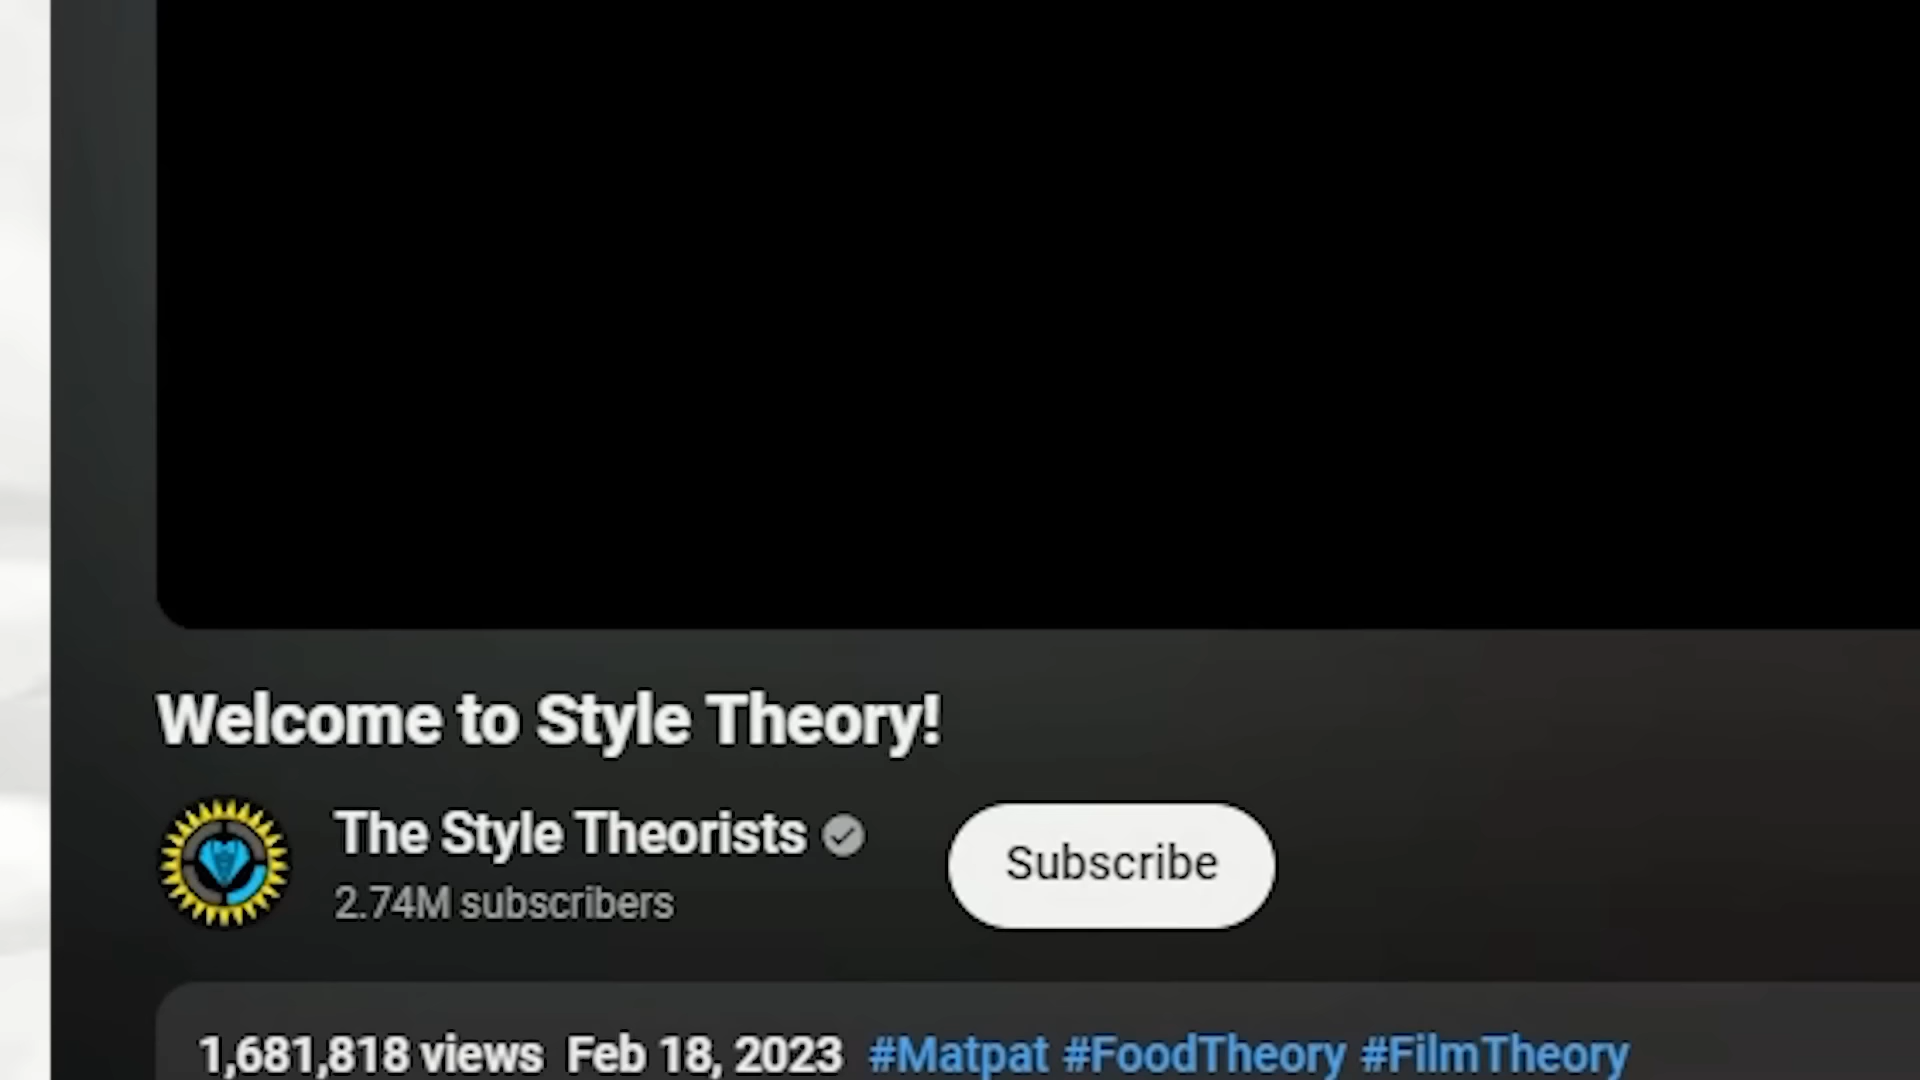 Welcome to Style Theory!
The Style Theorists
2.74M subscribers
Subscribe
1,681,818 views Feb 18, 2023 #Matpat #FoodTheory #FilmTheory